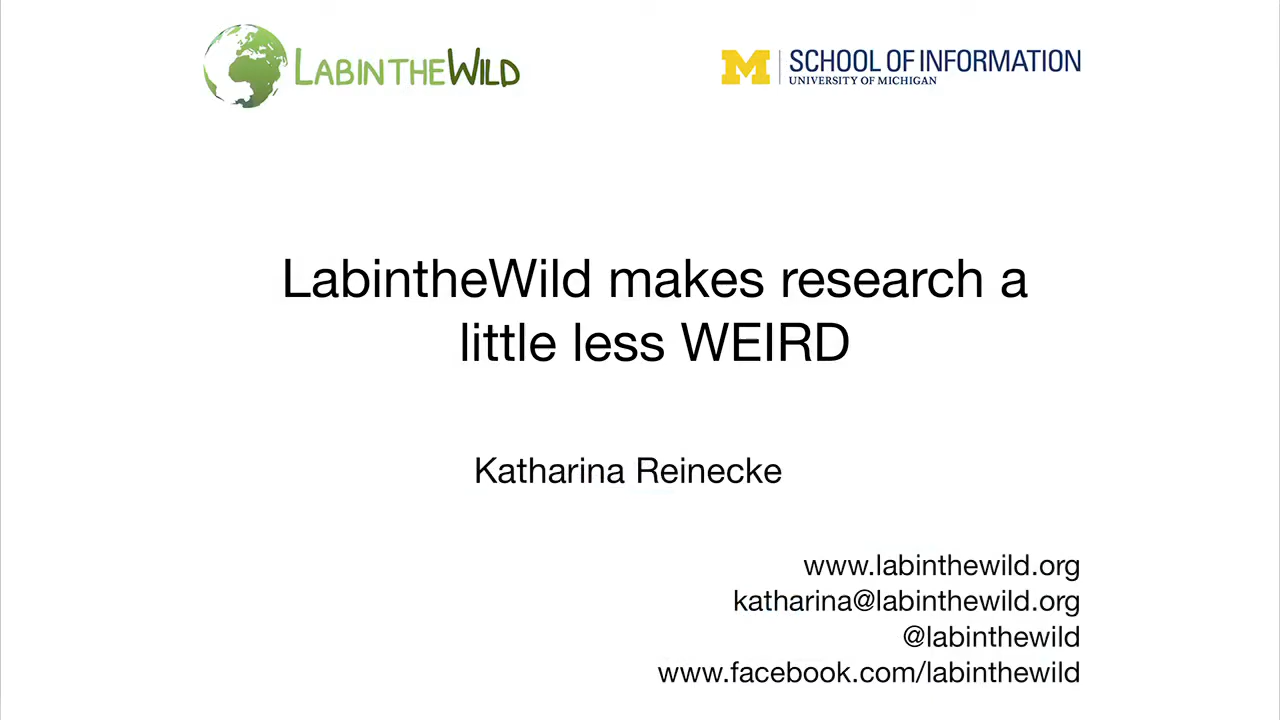 LABINTHEWILD
M SCHOOL OF INFORMATION
UNIVERSITY OF MICHIGAN
LabintheWild makes research a
little less WEIRD
Katharina Reinecke
www.labinthewild.org
katharina@labinthewild.org
@labinthewild
www.facebook.com/labinthewild